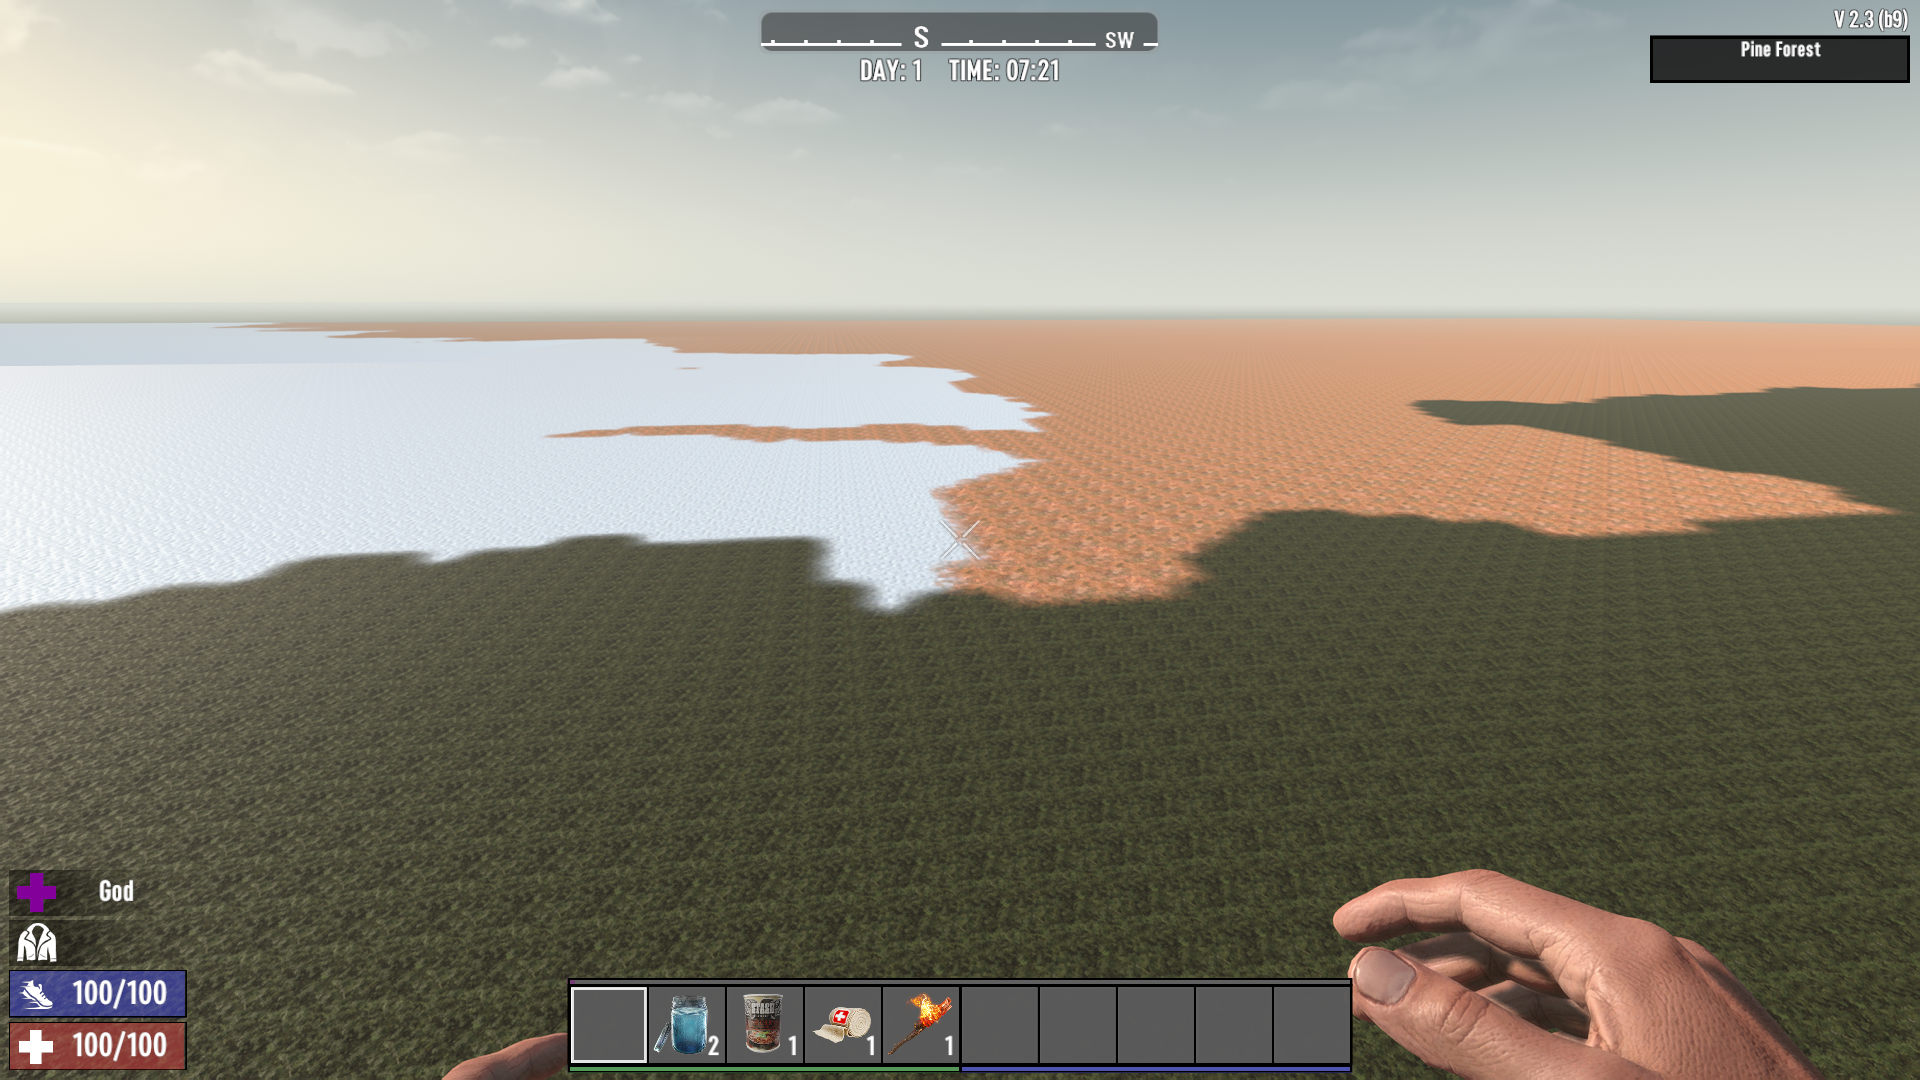 S
SW
DAY: 1 TIME: 07:21
V 2.3 (b9)
Pine Forest
God
100/100
100/100
2
1
1
1